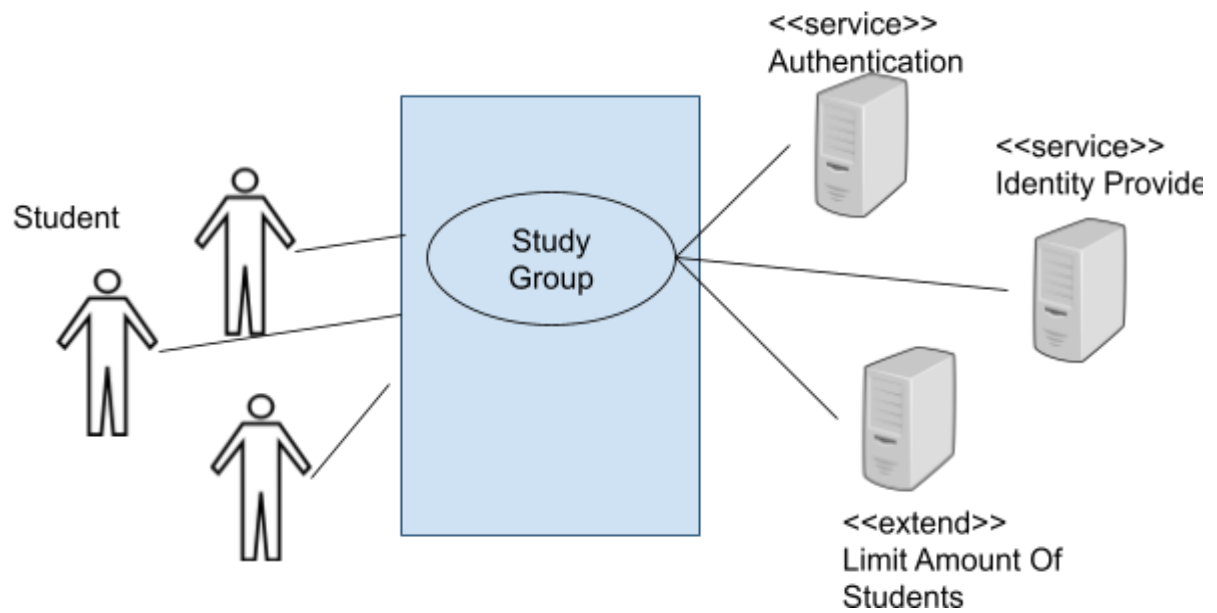 <<service>>
Authentication
<<service>>
Identity Provide
Student
Study
Group
<<extend>>
Limit Amount Of
Students